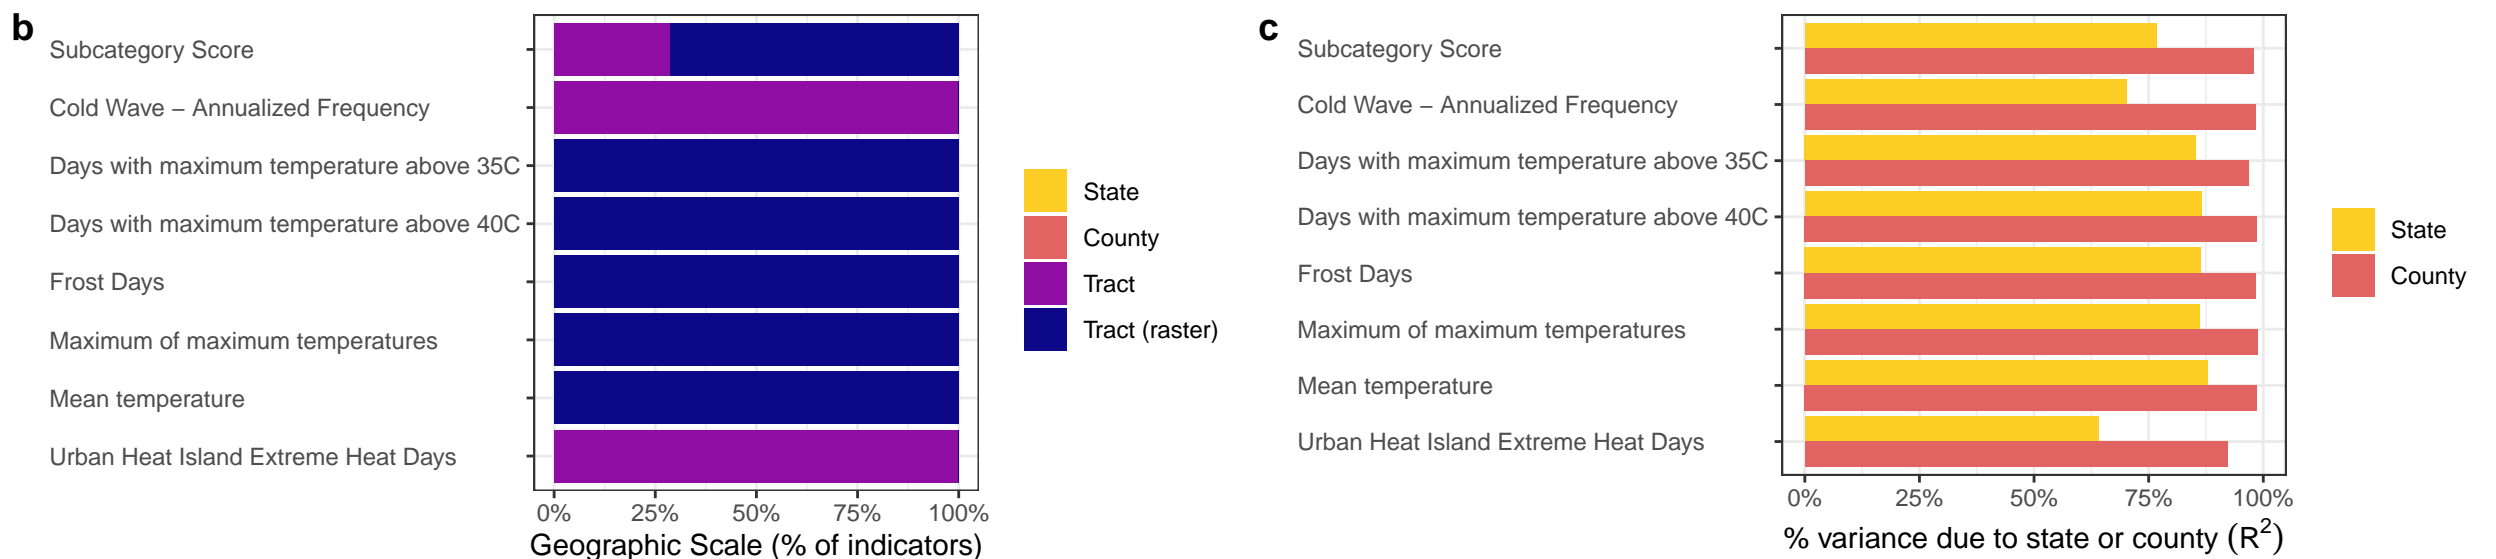 b
Subcategory Score
Cold Wave – Annualized Frequency
Days with maximum temperature above 35C
Days with maximum temperature above 40C
Frost Days
Maximum of maximum temperatures
Mean temperature
Urban Heat Island Extreme Heat Days
0% 25% 50% 75% 100%
Geographic Scale (% of indicators)
State
County
Tract
Tract (raster)
c
Subcategory Score
Cold Wave – Annualized Frequency
Days with maximum temperature above 35C
Days with maximum temperature above 40C
Frost Days
Maximum of maximum temperatures
Mean temperature
Urban Heat Island Extreme Heat Days
0% 25% 50% 75% 100%
% variance due to state or county (R²)
State
County